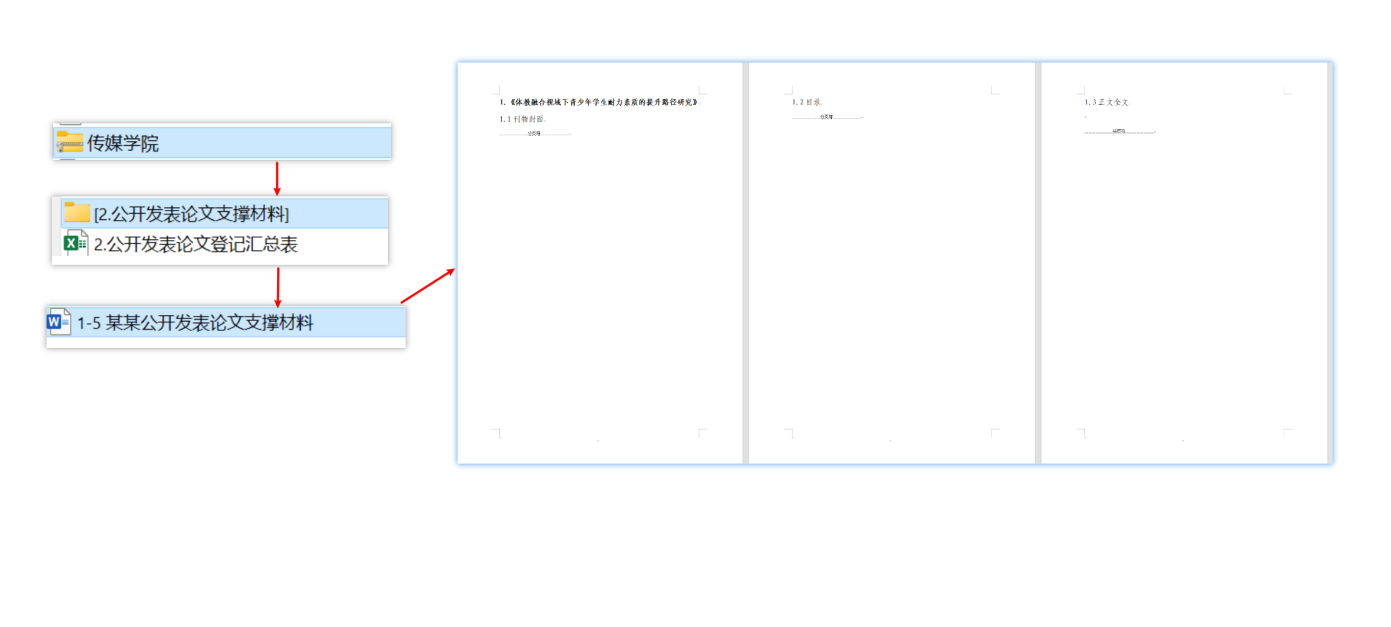 传媒学院
[2.公开发表论文支撑材料]
2.公开发表论文登记汇总表
1-5 某某公开发表论文支撑材料
1.《体教融合视域下青少年学生耐力素质的提升路径研究》
1.1 刊物封面
分页符
1.2 目录
分页符
1.3 正文全文